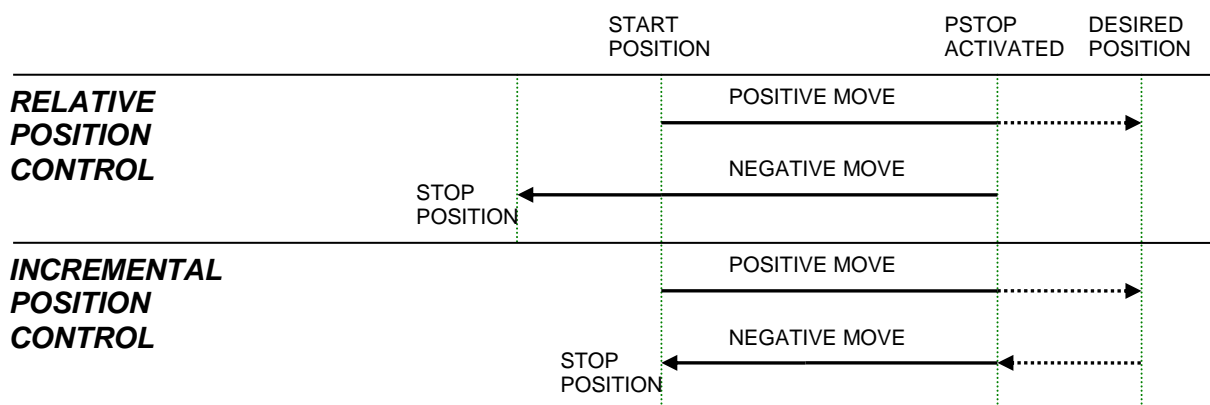 START
POSITION
PSTOP
ACTIVATED
DESIRED
POSITION
RELATIVE
POSITION
CONTROL
POSITIVE MOVE
NEGATIVE MOVE
STOP
POSITION
INCREMENTAL
POSITION
CONTROL
POSITIVE MOVE
NEGATIVE MOVE
STOP
POSITION